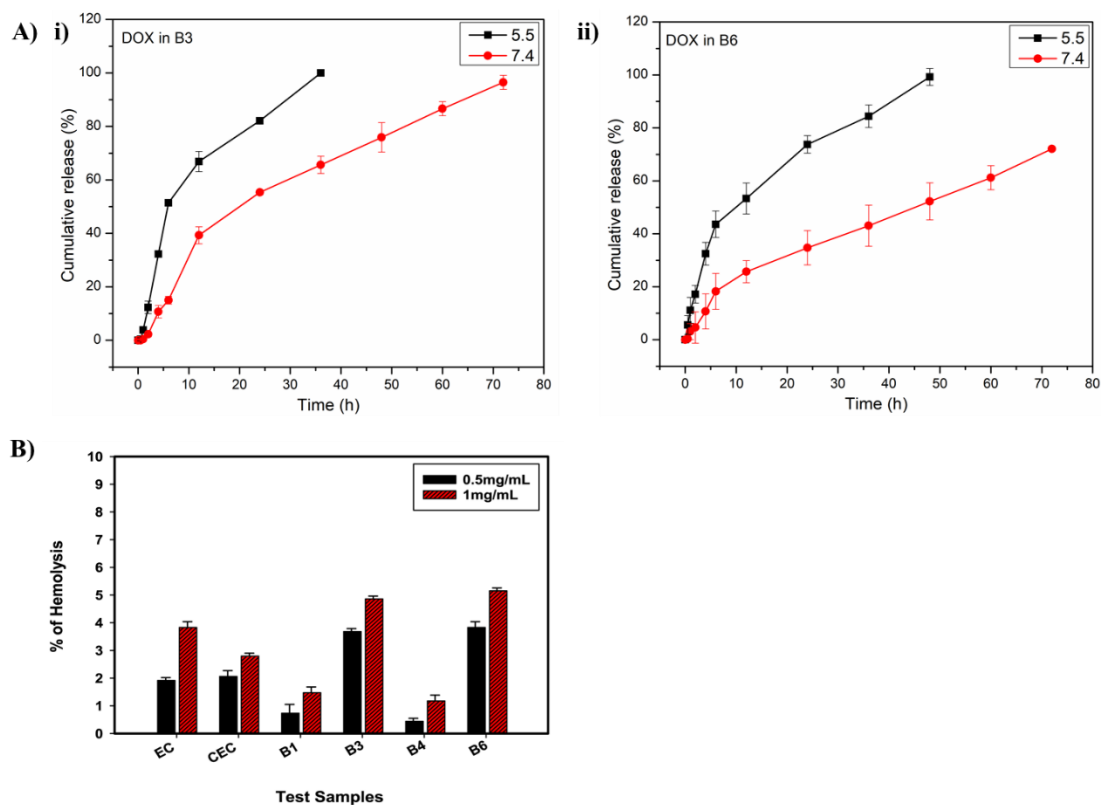 A) i)
DOX in B3
5.5
7.4
120
100
80
60
40
20
0
Cumulative release (%)
0 10 20 30 40 50 60 70 80
Time (h)
ii)
DOX in B6
5.5
7.4
120
100
80
60
40
20
0
Cumulative release (%)
0 10 20 30 40 50 60 70 80
Time (h)
B)
0.5mg/mL
1mg/mL
10
9
8
7
6
5
4
3
2
1
0
% of Hemolysis
EC CEC B1 B3 B4 B6
Test Samples